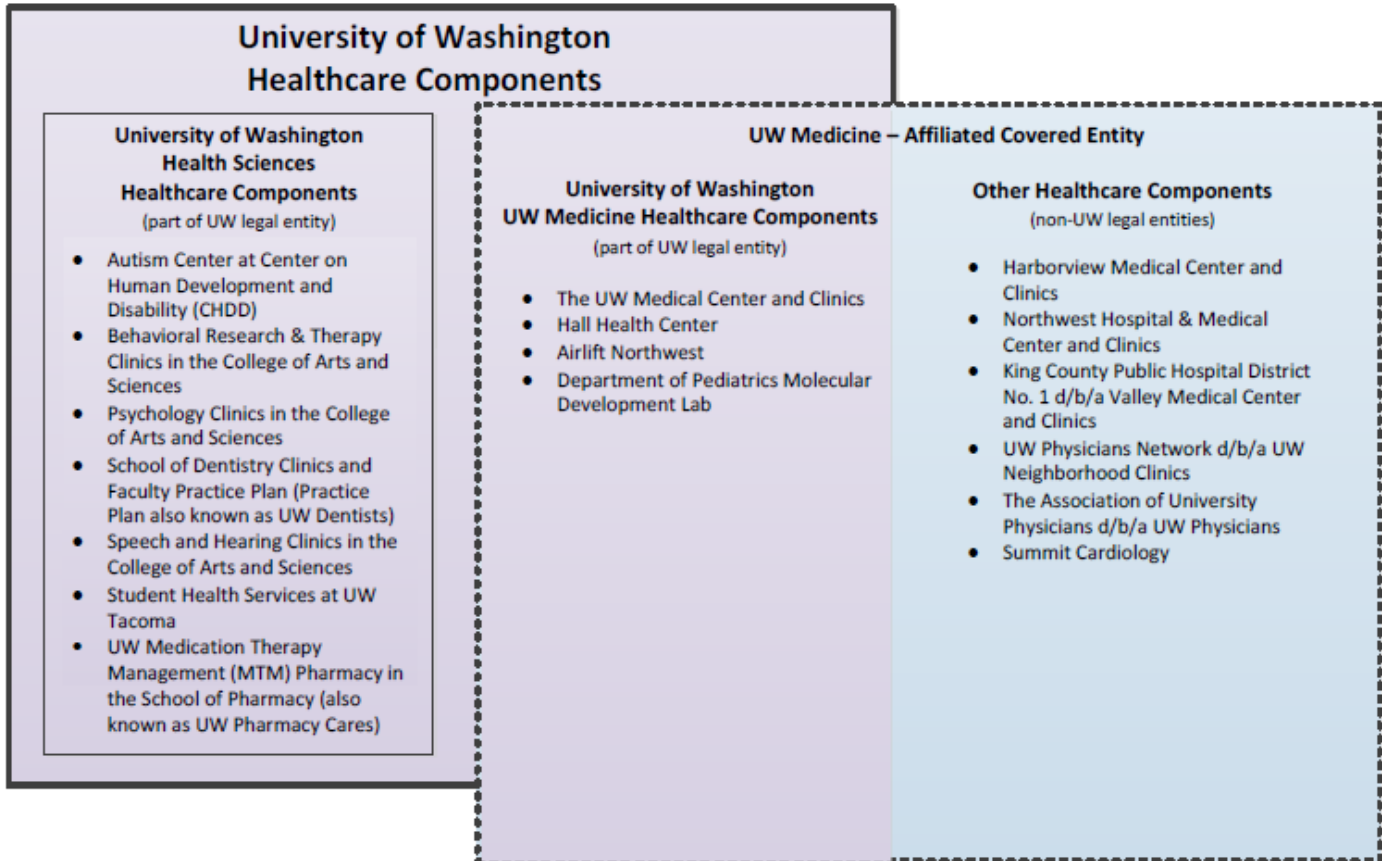 University of Washington
Healthcare Components
University of Washington
Health Sciences
Healthcare Components
(part of UW legal entity)
● Autism Center at Center on
Human Development and
Disability (CHDD)
● Behavioral Research & Therapy
Clinics in the College of Arts and
Sciences
● Psychology Clinics in the College
of Arts and Sciences
● School of Dentistry Clinics and
Faculty Practice Plan (Practice
Plan also known as UW Dentists)
● Speech and Hearing Clinics in the
College of Arts and Sciences
● Student Health Services at UW
Tacoma
● UW Medication Therapy
Management (MTM) Pharmacy in
the School of Pharmacy (also
known as UW Pharmacy Cares)
UW Medicine – Affiliated Covered Entity
University of Washington
UW Medicine Healthcare Components
(part of UW legal entity)
● The UW Medical Center and Clinics
● Hall Health Center
● Airlift Northwest
● Department of Pediatrics Molecular
Development Lab
Other Healthcare Components
(non-UW legal entities)
● Harborview Medical Center and
Clinics
● Northwest Hospital & Medical
Center and Clinics
● King County Public Hospital District
No. 1 d/b/a Valley Medical Center
and Clinics
● UW Physicians Network d/b/a UW
Neighborhood Clinics
● The Association of University
Physicians d/b/a UW Physicians
● Summit Cardiology